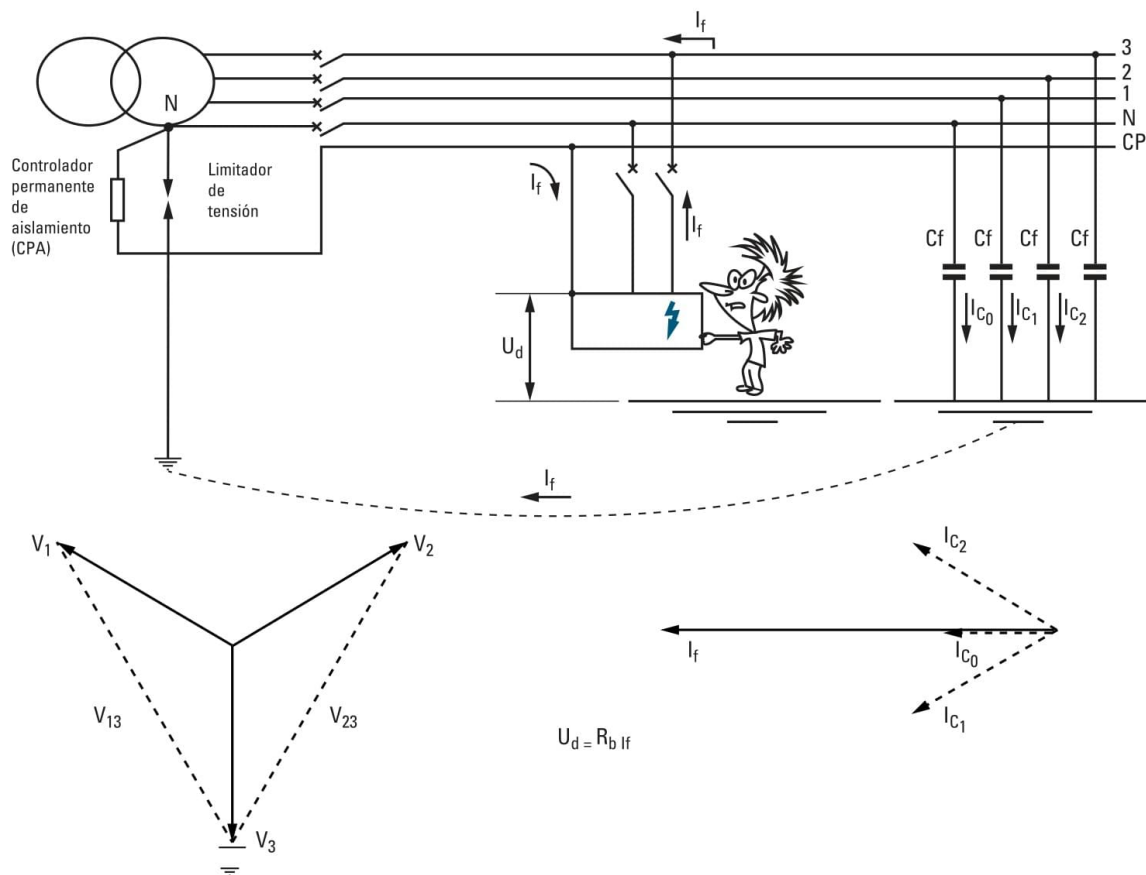 If
3
2
1
N
CP
N
Controlador
permanente
de
aislamiento
(CPA)
Limitador
de
tensión
If
If
Ud
Cf Cf Cf Cf
IC0 IC1 IC2
If
V1
V2
V13
V23
V3
IC2
If
IC0
IC1
Ud = Rb If